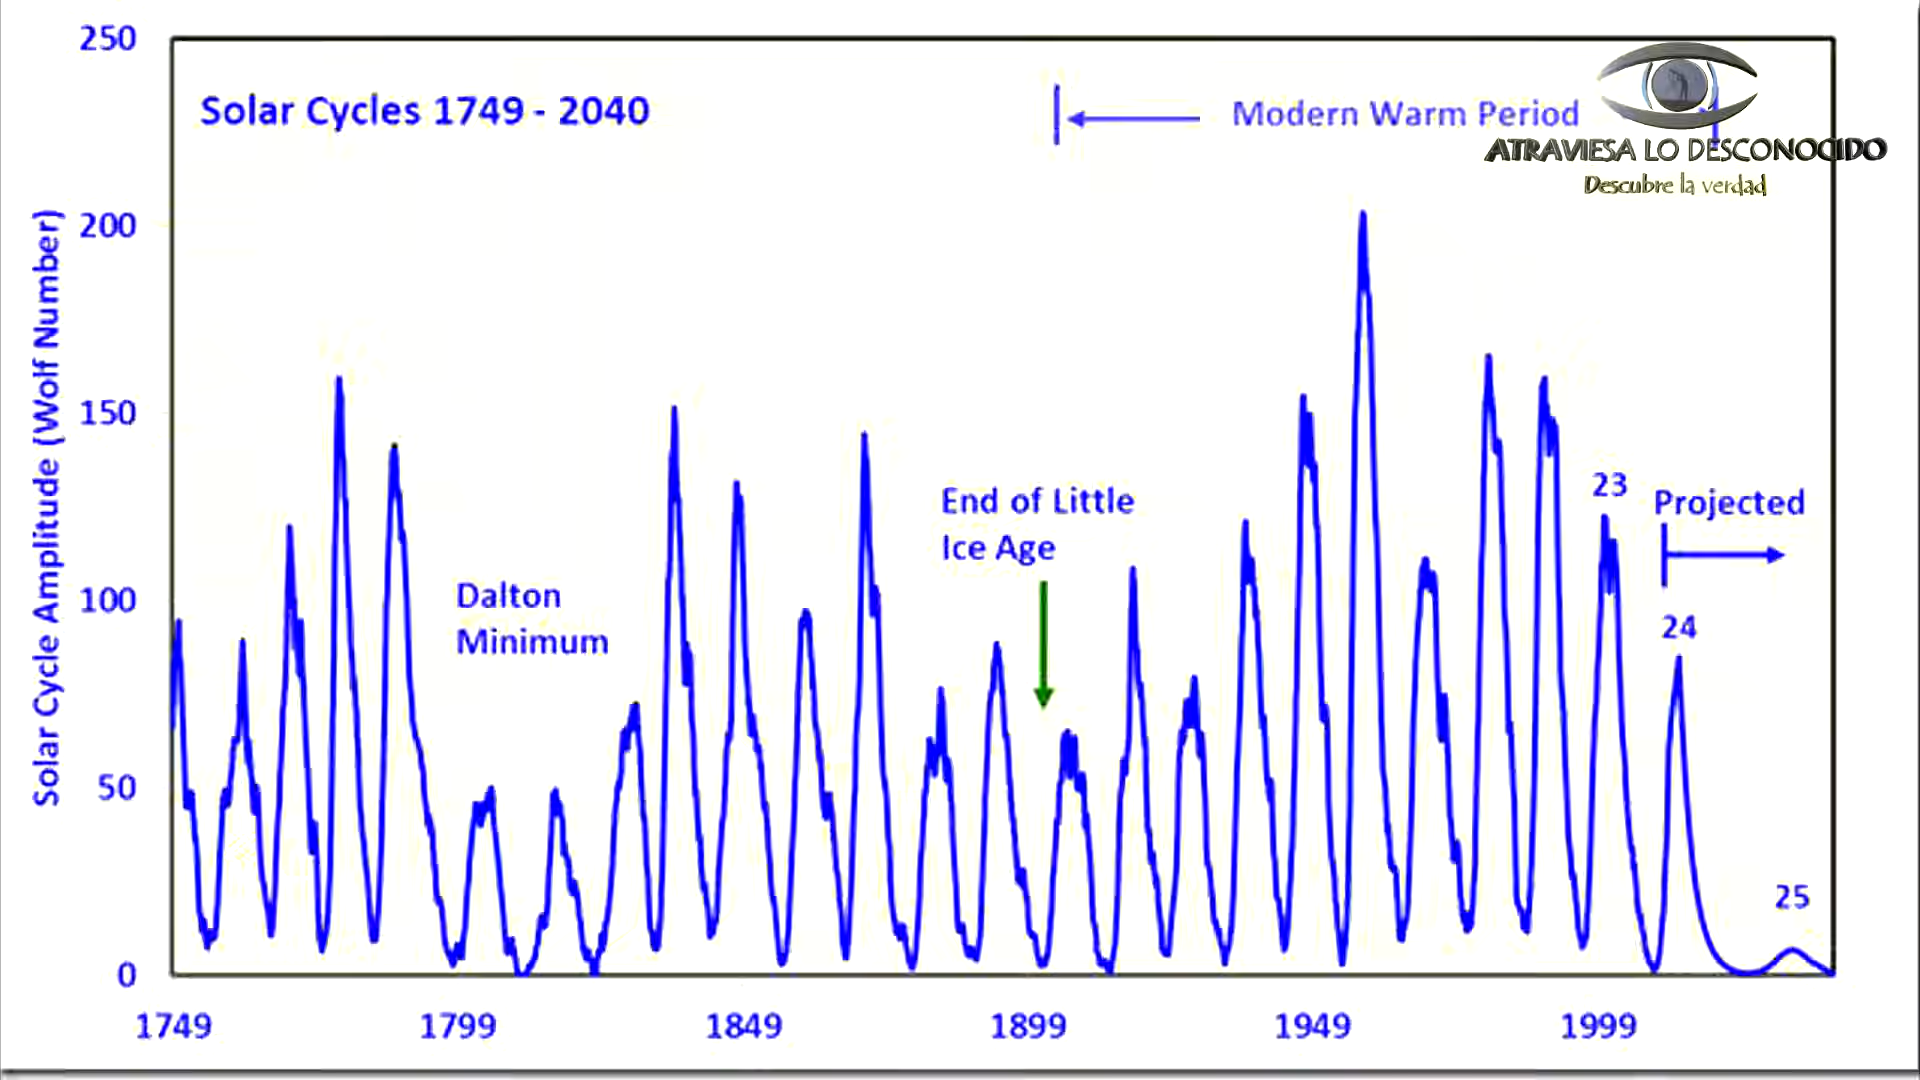 250
Solar Cycles 1749 - 2040
Modern Warm Period
ATRAVIESA LO DESCONOCIDO
Descubre la verdad
200
Solar Cycle Amplitude (Wolf Number)
150
23
Projected
End of Little
Ice Age
100
Dalton
Minimum
24
50
25
0
1749
1799
1849
1899
1949
1999